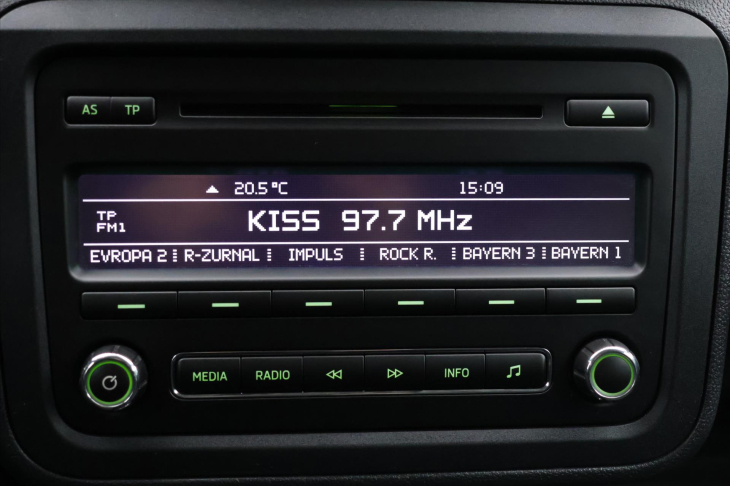 AS TP
20.5°C 15:09
TP
FM1
KISS 97.7 MHz
EVROPA 2 R-ZURNAL IMPULS ROCK R. BAYERN 3 BAYERN 1
MEDIA RADIO INFO